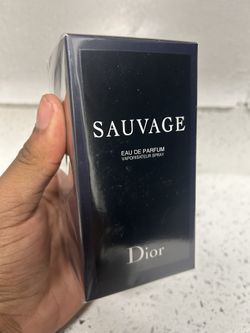 SAUVAGE
EAU DE PARFUM
VAPORISATEUR SPRAY
Dior